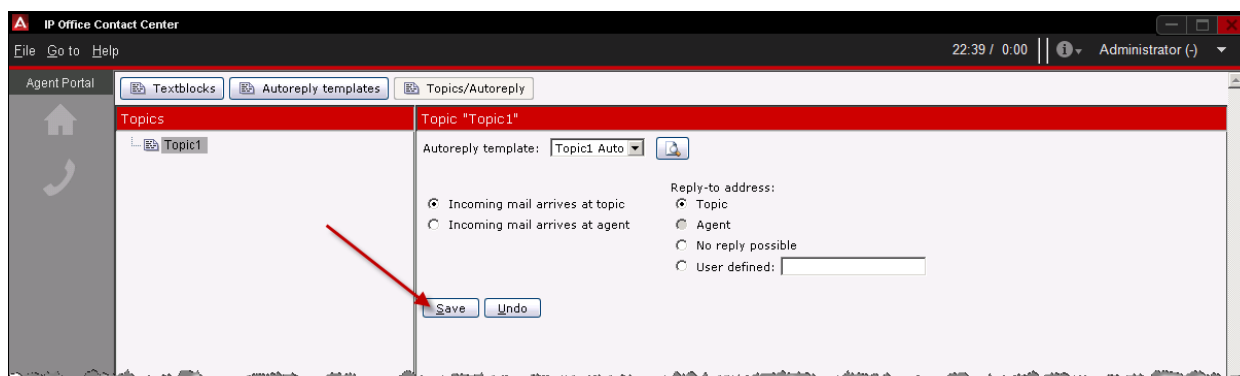 IP Office Contact Center
File Go to Help 22:39 / 0:00 Administrator (-)
Agent Portal
Textblocks Autoreply templates Topics/Autoreply
Topics
Topic1
Topic "Topic1"
Autoreply template: Topic1 Auto
Incoming mail arrives at topic
Incoming mail arrives at agent
Reply-to address:
Topic
Agent
No reply possible
User defined:
Save Undo